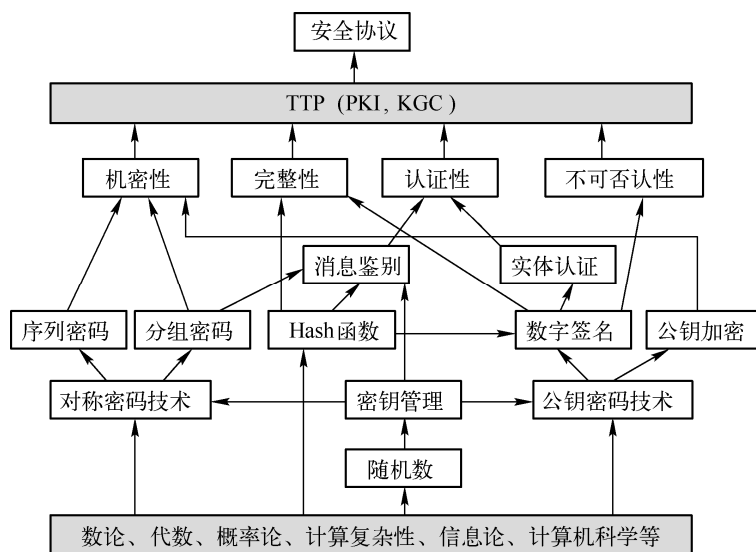 安全协议
TTP (PKI, KGC)
机密性
完整性
认证性
不可否认性
消息鉴别
实体认证
序列密码
分组密码
Hash函数
数字签名
公钥加密
对称密码技术
密钥管理
公钥密码技术
随机数
数论、代数、概率论、计算复杂性、信息论、计算机科学等